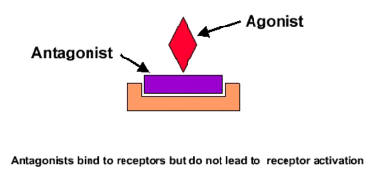 Agonist
Antagonist
Antagonists bind to receptors but do not lead to receptor activation